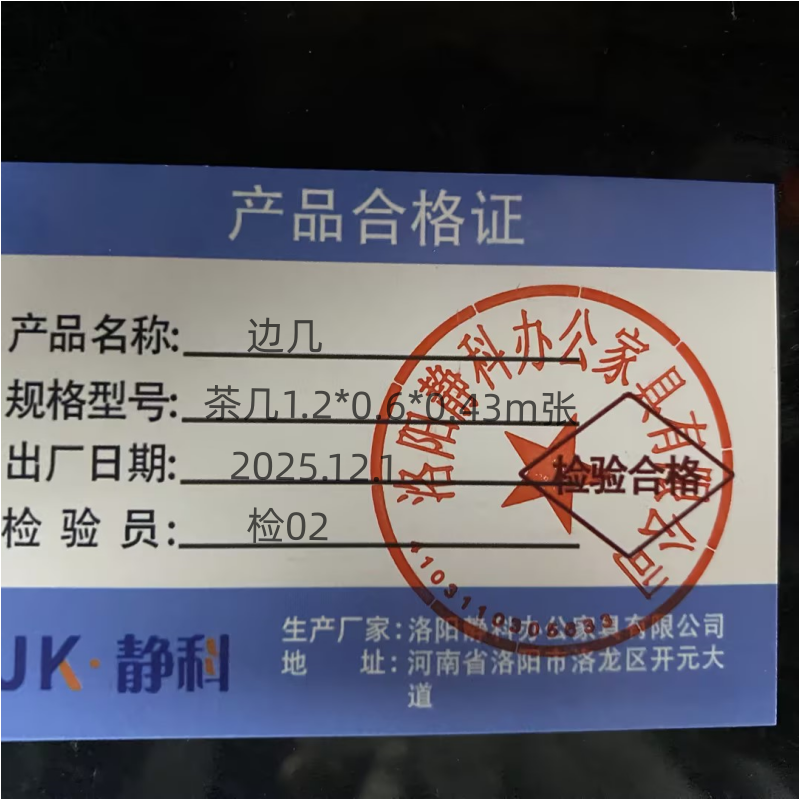 产品合格证
产品名称: 边几
规格型号: 茶几1.2*0.6*0.43m张
出厂日期: 2025.12.1
检验员: 检02
洛阳静科办公家具有限公司
检验合格
JK·静科
生产厂家:洛阳静科办公家具有限公司
地址:河南省洛阳市洛龙区开元大
道